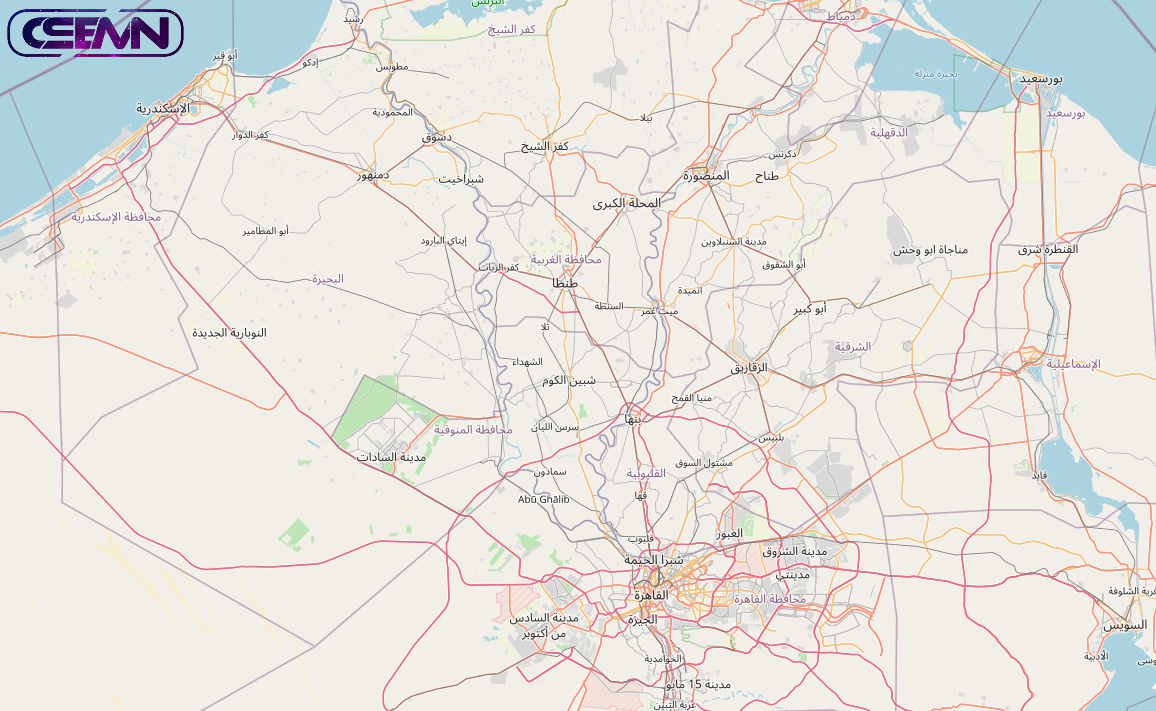 CSEMN
البرلس
رشيد
كفر الشيخ
دمياط
أبو قير
إدكو
مطوبس
بحيرة منزلة
بورسعيد
الإسكندرية
المحمودية
بيلا
بورسعيد
كفر الدوار
دسوق
كفر الشيخ
الدقهلية
دمنهور
شبراخيت
المنصورة
دكرنس
طناح
محافظة الإسكندرية
المحلة الكبرى
أبو المطامير
إيتاي البارود
مدينة السنبلاوين
مناجاة ابو وحش
القنطرة شرق
البحيرة
كفر الزيات
محافظة الغربية
أبو الشقوق
طنطا
السنطة
اتميدة
ميت غمر
أبو كبير
النوبارية الجديدة
تلا
الشهداء
الشرقية
الإسماعيلية
شبين الكوم
الزقازيق
منيا القمح
محافظة المنوفية
سرس الليان
بنها
بلبيس
مدينة السادات
سمادون
القليوبية
مشتول السوق
فايد
Abū Ghālib
قها
قليوب
العبور
شبرا الخيمة
مدينة الشروق
مدينتي
القاهرة
محافظة القاهرة
قرية الشلوفة
مدينة السادس
من أكتوبر
الجيزة
السويس
الحوامدية
الأدبية
مدينة 15 مايو
عزبة التبين